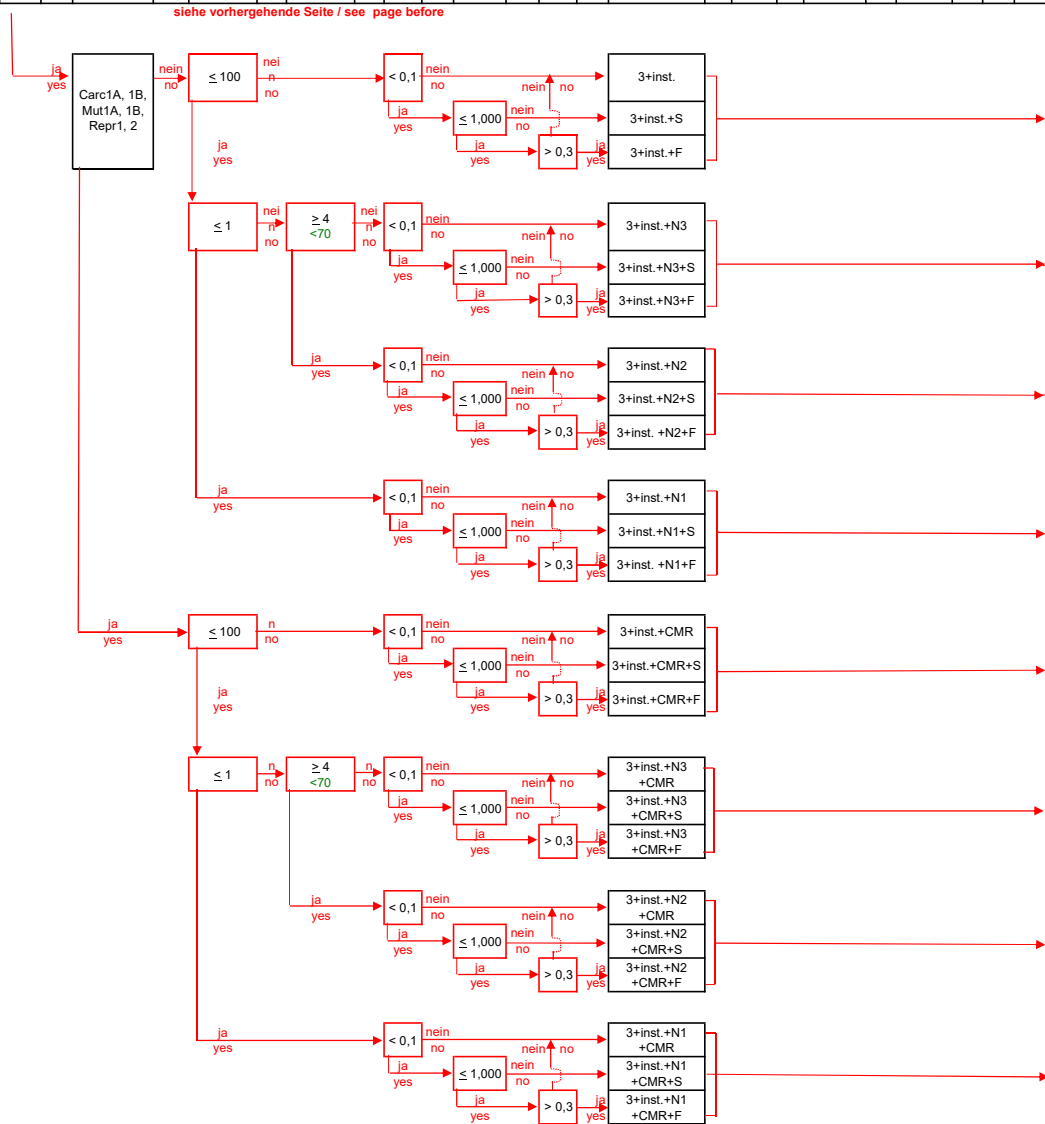 siehe vorhergehende Seite / see page before
ja
yes
Carc1A, 1B,
Mut1A, 1B,
Repr1, 2
nein
no
≤ 100
nei
n
no
< 0,1
nein
no
nein no
3+inst.
ja
yes
≤ 1,000
nein
no
3+inst.+S
ja
yes
> 0,3
ja
yes
3+inst.+F
ja
yes
≤ 1
nei
n
no
≥ 4
<70
nei
n
no
< 0,1
nein
no
nein no
3+inst.+N3
ja
yes
≤ 1,000
nein
no
3+inst.+N3+S
ja
yes
> 0,3
ja
yes
3+inst.+N3+F
ja
yes
< 0,1
nein
no
nein no
3+inst.+N2
ja
yes
≤ 1,000
nein
no
3+inst.+N2+S
ja
yes
> 0,3
ja
yes
3+inst. +N2+F
ja
yes
< 0,1
nein
no
nein no
3+inst.+N1
ja
yes
≤ 1,000
nein
no
3+inst.+N1+S
ja
yes
> 0,3
ja
yes
3+inst. +N1+F
ja
yes
≤ 100
n
no
< 0,1
nein
no
nein no
3+inst.+CMR
ja
yes
≤ 1,000
nein
no
3+inst.+CMR+S
ja
yes
> 0,3
ja
yes
3+inst.+CMR+F
ja
yes
≤ 1
n
no
≥ 4
<70
n
no
< 0,1
nein
no
nein no
3+inst.+N3
+CMR
ja
yes
≤ 1,000
nein
no
3+inst.+N3
+CMR+S
ja
yes
> 0,3
ja
yes
3+inst.+N3
+CMR+F
ja
yes
< 0,1
nein
no
nein no
3+inst.+N2
+CMR
ja
yes
≤ 1,000
nein
no
3+inst.+N2
+CMR+S
ja
yes
> 0,3
ja
yes
3+inst.+N2
+CMR+F
ja
yes
< 0,1
nein
no
nein no
3+inst.+N1
+CMR
ja
yes
≤ 1,000
nein
no
3+inst.+N1
+CMR+S
ja
yes
> 0,3
ja
yes
3+inst.+N1
+CMR+F